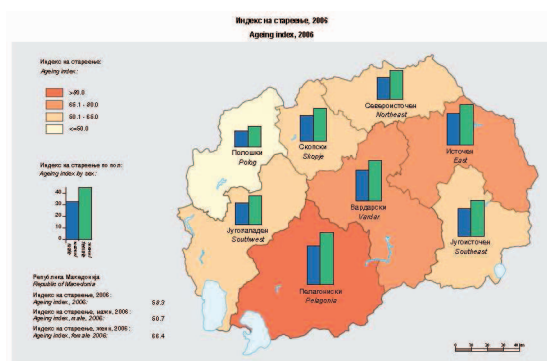 Индекс на стареење, 2006
Ageing index, 2006
Индекс на стареење:
Ageing index:
>80.0
65.1 - 80.0
50.1 - 65.0
<=50.0
Индекс на стареење по пол:
Ageing index by sex:
40
30
20
10
0
Полошки
Polog
Скопски
Skopje
Североисточен
Northeast
Источен
East
Вардарски
Vardar
Југозападен
Southwest
Југоисточен
Southeast
Пелагониски
Pelagonia
Република Македонија
Republic of Macedonia
Индекс на стареење, 2006:
Ageing index, 2006: 58.3
Индекс на стареење, мажи, 2006:
Ageing index, male, 2006: 50.7
Индекс на стареење, жени, 2006:
Ageing index, female 2006: 66.4